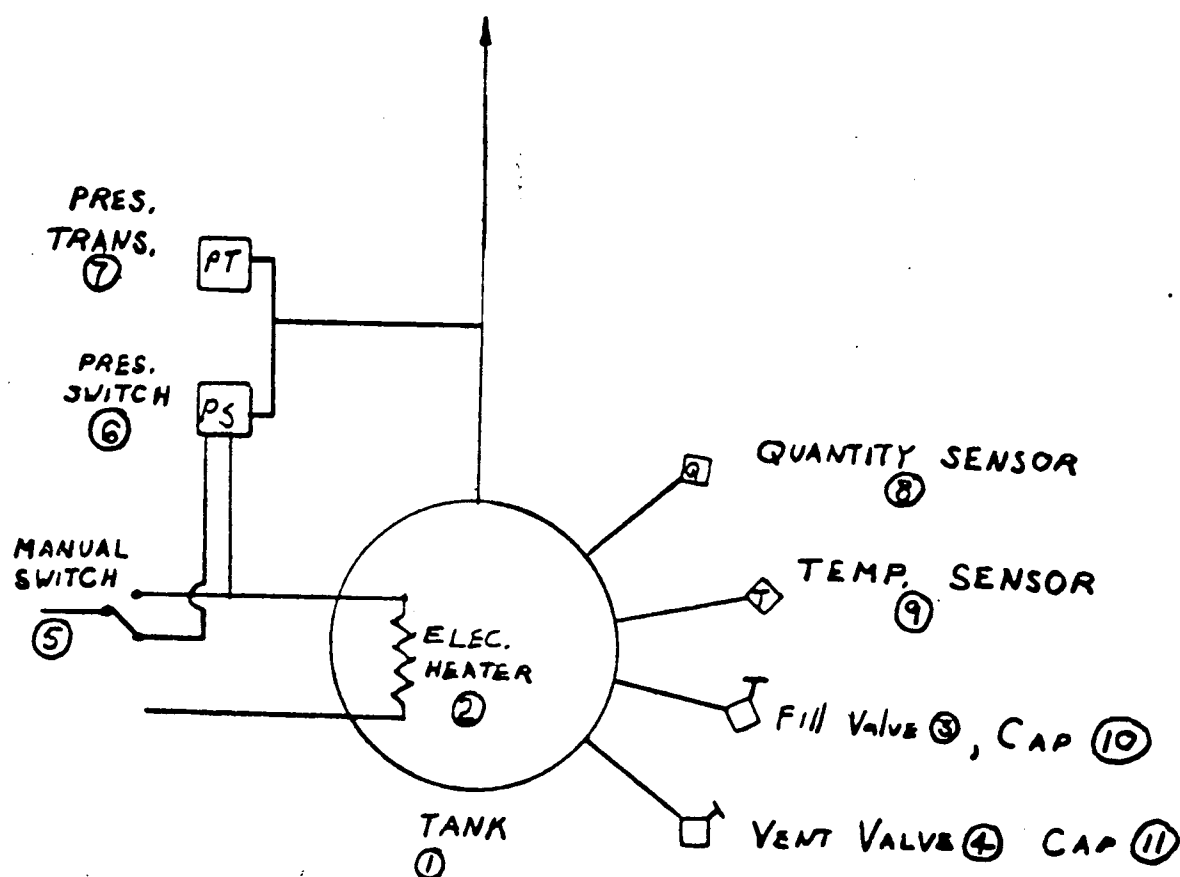 PRES.
TRANS.
⑦
PT
PRES.
SWITCH
⑥
PS
MANUAL
SWITCH
⑤
ELEC.
HEATER
②
TANK
①
Q QUANTITY SENSOR
⑧
T TEMP. SENSOR
⑨
Fill Valve ③, CAP ⑩
VENT VALVE ④ CAP ⑪